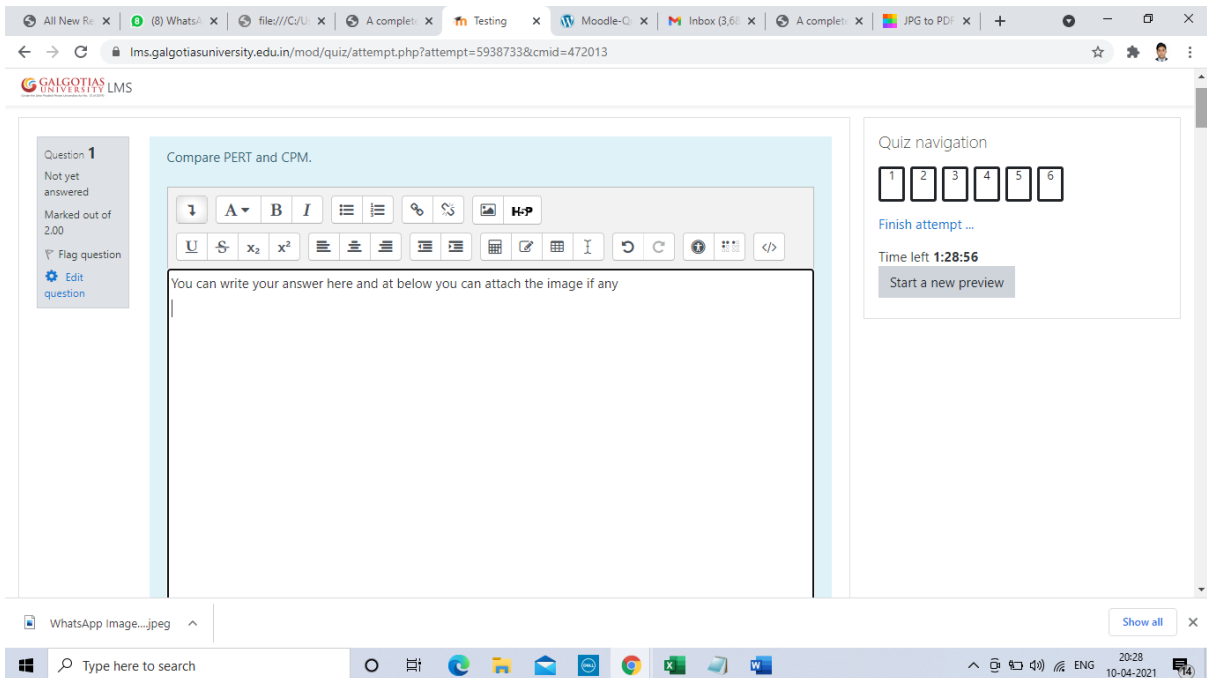 All New Re
(8) WhatsA
file:///C:/U
A complete
Testing
Moodle-Q
Inbox (3,68
A complete
JPG to PDF
lms.galgotiasuniversity.edu.in/mod/quiz/attempt.php?attempt=5938733&cmid=472013
GALGOTIAS
UNIVERSITY LMS
Question 1
Not yet
answered
Marked out of
2.00
Flag question
Edit
question
Compare PERT and CPM.
A B I H-P
U S x₂ x² </>
You can write your answer here and at below you can attach the image if any
Quiz navigation
1 2 3 4 5 6
Finish attempt ...
Time left 1:28:56
Start a new preview
WhatsApp Image....jpeg
Show all
Type here to search
DELL
ENG
20:28
10-04-2021
14